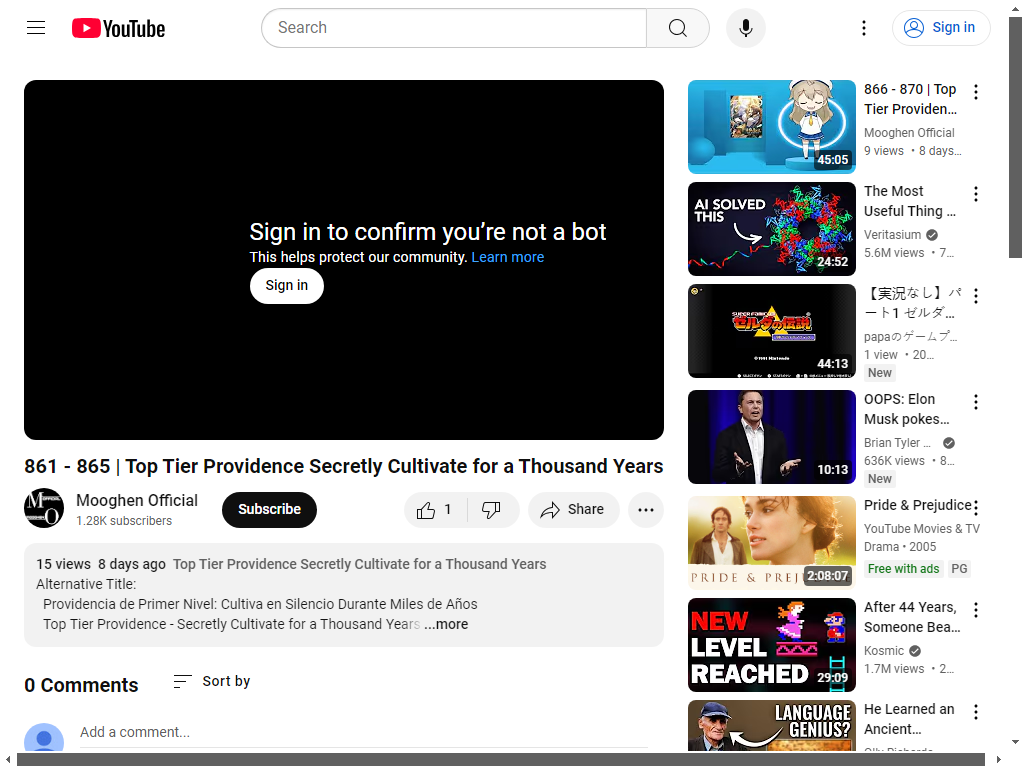 YouTube
Search
Sign in
Sign in to confirm you're not a bot
This helps protect our community. Learn more
Sign in
861 - 865 | Top Tier Providence Secretly Cultivate for a Thousand Years
Mooghen Official
1.28K subscribers
Subscribe
1
Share
15 views 8 days ago Top Tier Providence Secretly Cultivate for a Thousand Years
Alternative Title:
Providencia de Primer Nivel: Cultiva en Silencio Durante Miles de Años
Top Tier Providence - Secretly Cultivate for a Thousand Years ...more
0 Comments
Sort by
Add a comment...
45:05
866 - 870 | Top
Tier Providen...
Mooghen Official
9 views • 8 days...
AI SOLVED
THIS
24:52
The Most
Useful Thing ...
Veritasium
5.6M views • 7...
SUPER FAMICOM
ゼルダの伝説
44:13
【実況なし】パ
ート1 ゼルダ...
papaのゲームプ...
1 view • 20...
New
10:13
OOPS: Elon
Musk pokes...
Brian Tyler ...
636K views • 8...
New
PRIDE & PREJ
2:08:07
Pride & Prejudice
YouTube Movies & TV
Drama • 2005
Free with ads PG
NEW
LEVEL
REACHED
29:09
After 44 Years,
Someone Bea...
Kosmic
1.7M views • 2...
LANGUAGE
GENIUS?
He Learned an
Ancient...